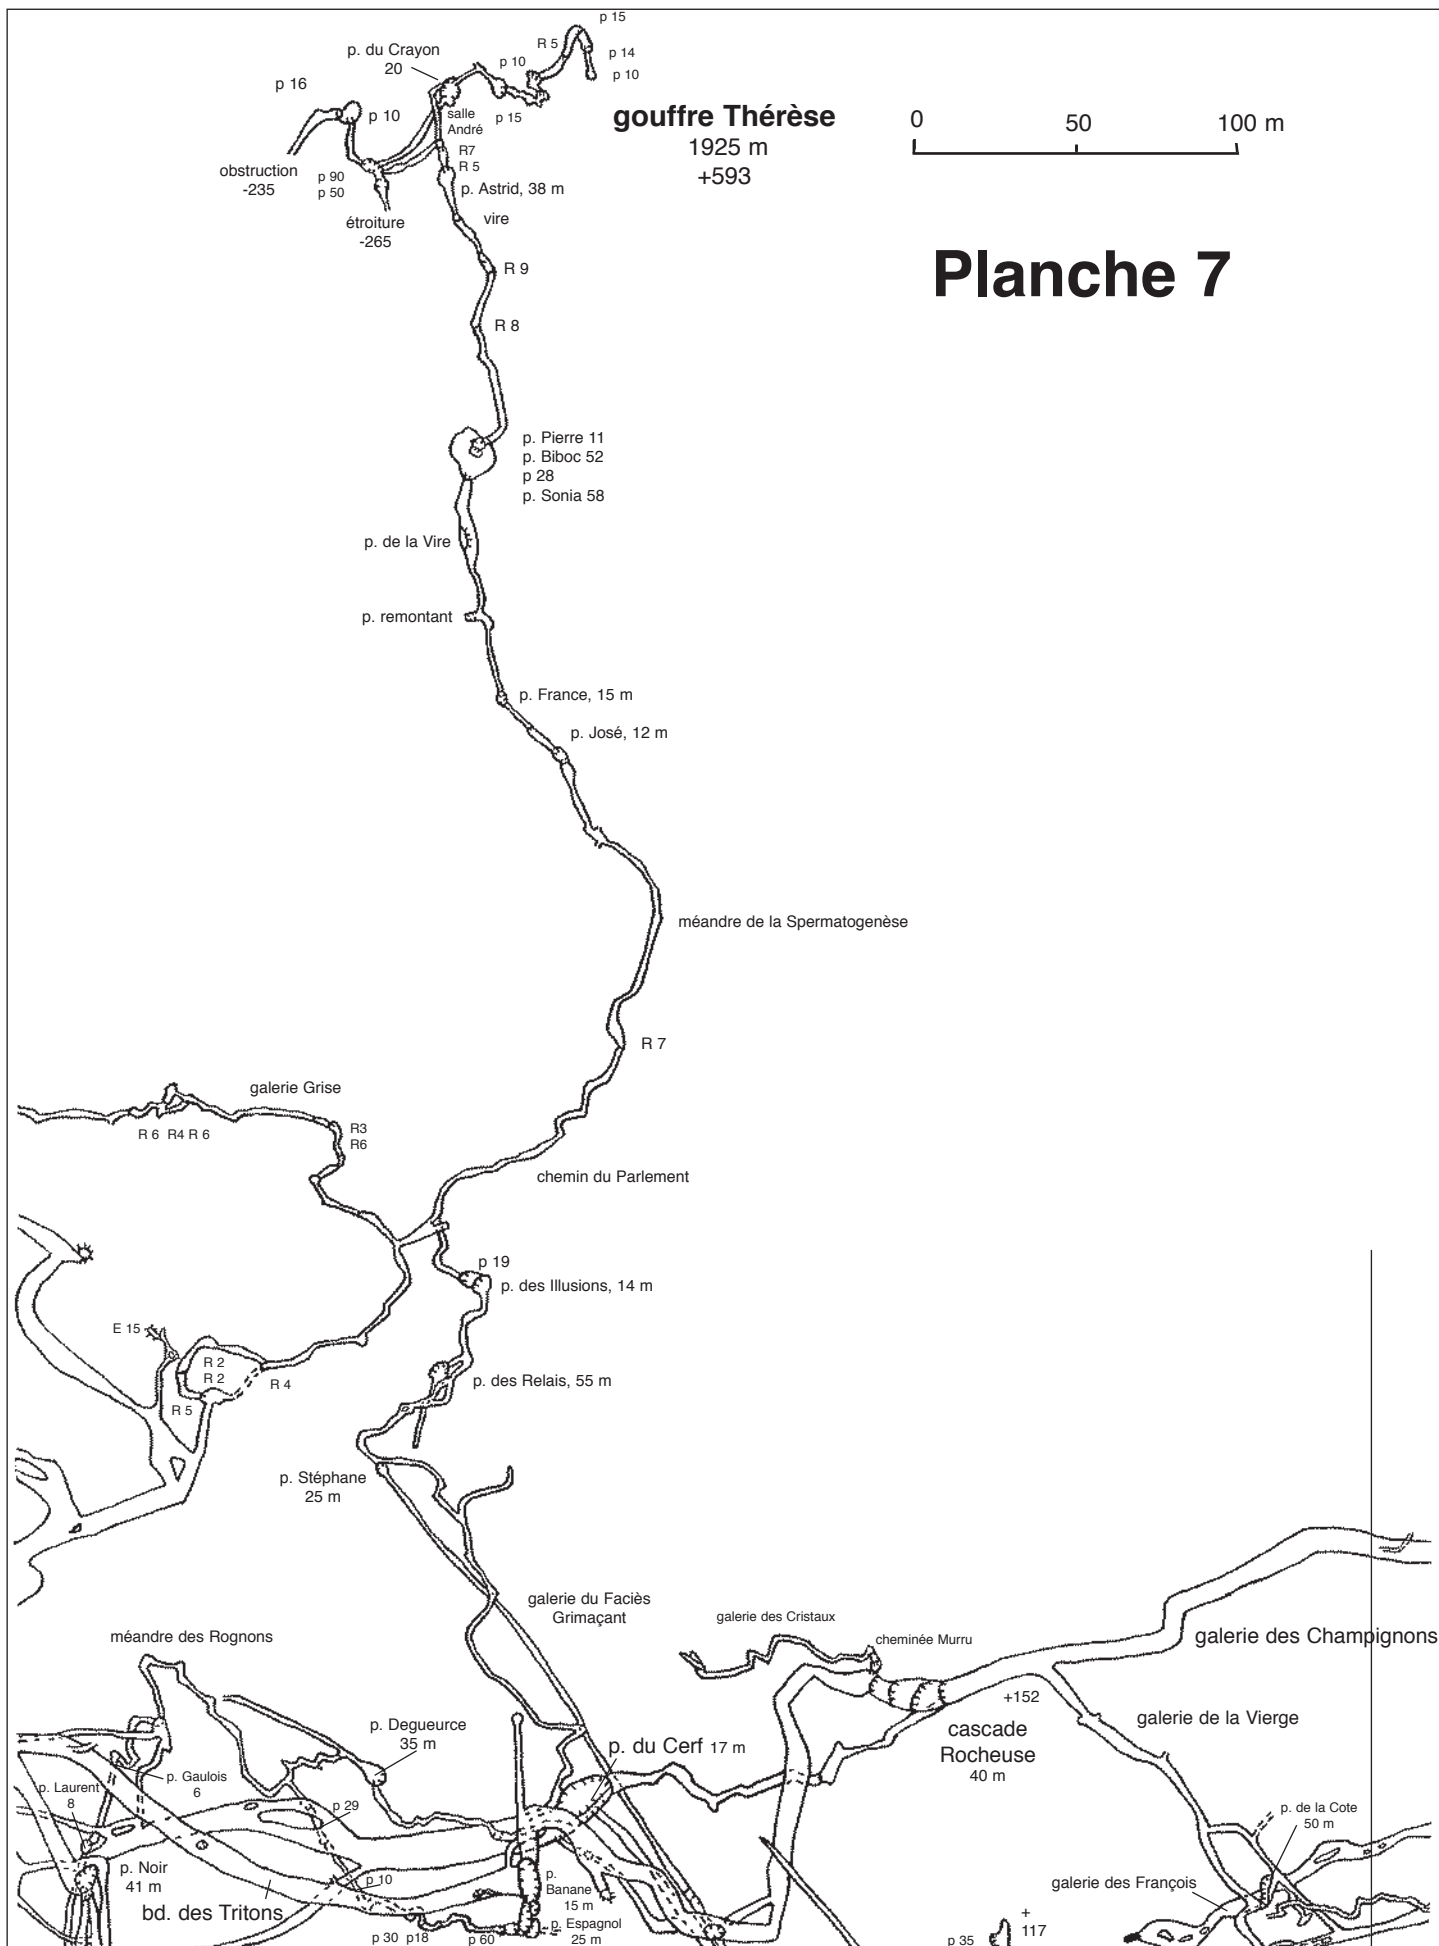 p 15
R 5
p. du Crayon
20
p 14
p 10
p 10
p 16
p 10
salle
André
p 15
gouffre Thérèse
1925 m
+593
0 50 100 m
R7
R 5
obstruction
-235
p 90
p 50
p. Astrid, 38 m
étroiture
-265
vire
Planche 7
R 9
R 8
p. Pierre 11
p. Biboc 52
p 28
p. Sonia 58
p. de la Vire
p. remontant
p. France, 15 m
p. José, 12 m
méandre de la Spermatogenèse
R 7
galerie Grise
R 6 R4 R 6
R3
R6
chemin du Parlement
p 19
p. des Illusions, 14 m
E 15
R 2
R 2
R 4
R 5
p. des Relais, 55 m
p. Stéphane
25 m
galerie du Faciès
Grimaçant
galerie des Cristaux
cheminée Murru
méandre des Rognons
galerie des Champignons
+152
cascade
Rocheuse
40 m
galerie de la Vierge
p. Degueurce
35 m
p. du Cerf 17 m
p. Gaulois
6
p. Laurent
8
p 29
p. de la Cote
50 m
p. Noir
41 m
p 10
p.
Banane
15 m
galerie des François
bd. des Tritons
p. Espagnol
25 m
p 30 p18 p 60
+
117
p 35